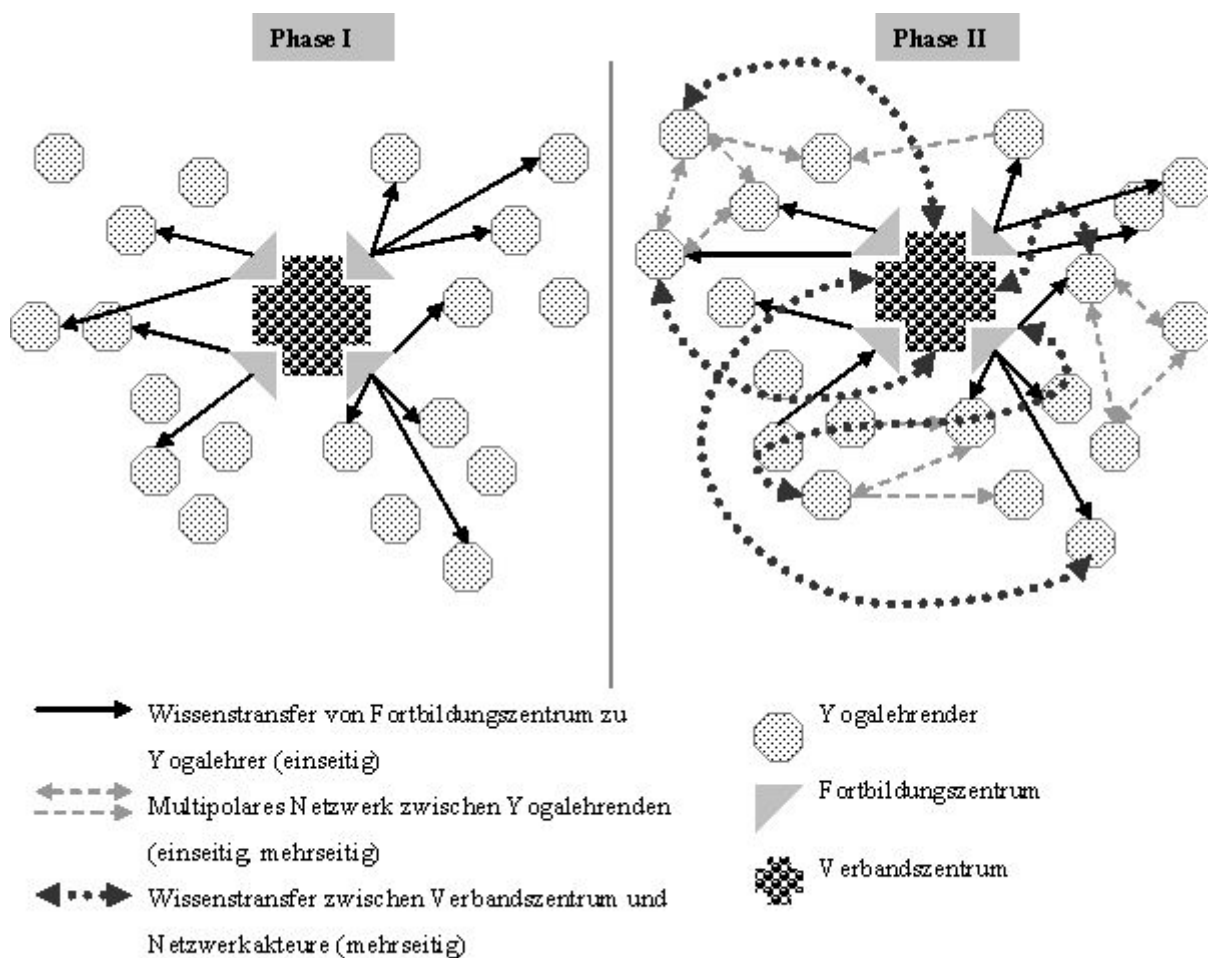 Phase I
Phase II
Wissenstransfer von Fortbildungszentrum zu
Yogalehrer (einseitig)
Multipolares Netzwerk zwischen Yogalehrenden
(einseitig, mehrseitig)
Wissenstransfer zwischen Verbandszentrum und
Netzwerkakteure (mehrseitig)
Yogalehrender
Fortbildungszentrum
Verbandszentrum